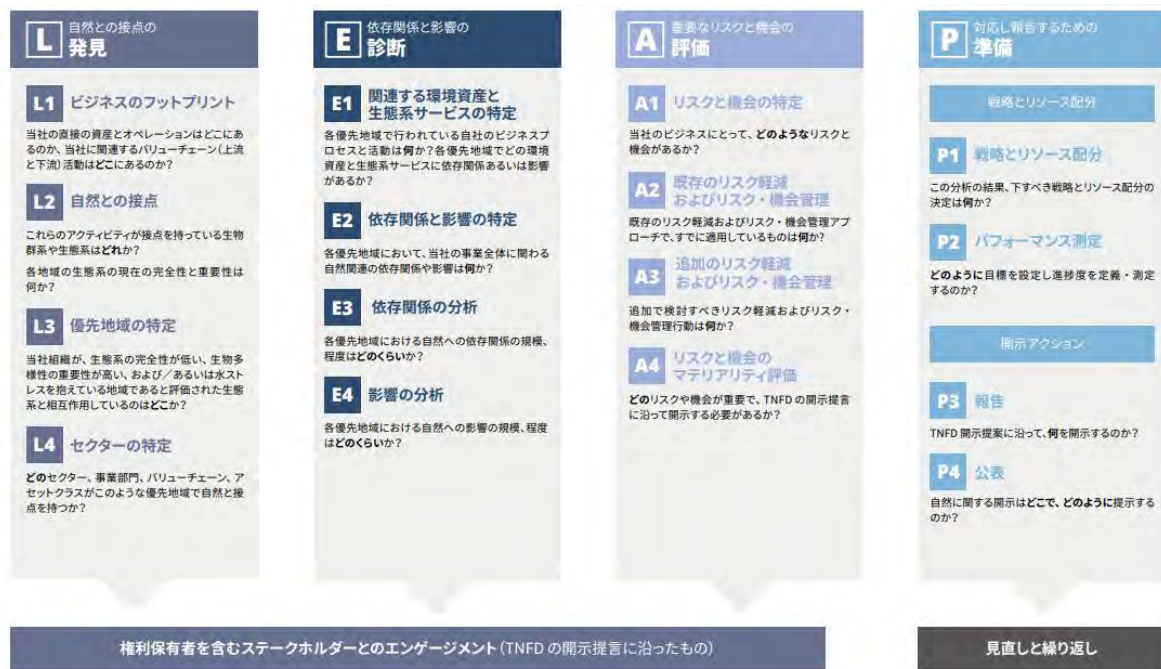 L 自然との接点の
発見
L1 ビジネスのフットプリント
当社の直接の資産とオペレーションはどこにあ
るのか、当社に関連するバリューチェーン(上流
と下流)活動はどこにあるのか?
L2 自然との接点
これらのアクティビティが接点を持っている生物
群系や生態系はどれか?
各地域の生態系の現在の完全性と重要性は
何か?
L3 優先地域の特定
当社組織が、生態系の完全性が低い、生物多
様性の重要性が高い、および/あるいは水スト
レスを抱えている地域であると評価された生態
系と相互作用しているのはどこか?
L4 セクターの特定
どのセクター、事業部門、バリューチェーン、ア
セットクラスがこのような優先地域で自然と接
点を持つか?
E 依存関係と影響の
診断
E1 関連する環境資産と
生態系サービスの特定
各優先地域で行われている自社のビジネスプ
ロセスと活動は何か?各優先地域でどの環境
資産と生態系サービスに依存関係あるいは影響
があるか?
E2 依存関係と影響の特定
各優先地域において、当社の事業全体に関わる
自然関連の依存関係や影響は何か?
E3 依存関係の分析
各優先地域における自然への依存関係の規模、
程度はどのくらいか?
E4 影響の分析
各優先地域における自然への影響の規模、程度
はどのくらいか?
A 重要なリスクと機会の
評価
A1 リスクと機会の特定
当社のビジネスにとって、どのようなリスクと
機会があるか?
A2 既存のリスク軽減
およびリスク・機会管理
既存のリスク軽減およびリスク・機会管理アプ
ローチで、すでに適用しているものは何か?
A3 追加のリスク軽減
およびリスク・機会管理
追加で検討すべきリスク軽減およびリスク・
機会管理行動は何か?
A4 リスクと機会の
マテリアリティ評価
どのリスクや機会が重要で、TNFD の開示提言
に沿って開示する必要があるか?
P 対応し報告するための
準備
戦略とリソース配分
P1 戦略とリソース配分
この分析の結果、下すべき戦略とリソース配分の
決定は何か?
P2 パフォーマンス測定
どのように目標を設定し進捗度を定義・測定
するのか?
開示アクション
P3 報告
TNFD 開示提案に沿って、何を開示するのか?
P4 公表
自然に関する開示はどこで、どのように提示する
のか?
権利保有者を含むステークホルダーとのエンゲージメント(TNFD の開示提言に沿ったもの)
見直しと繰り返し